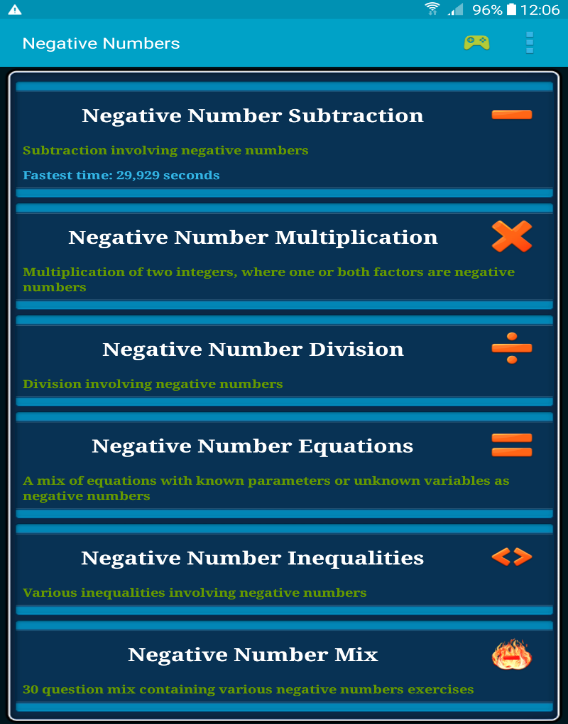 96% 12:06
Negative Numbers
Negative Number Subtraction
Subtraction involving negative numbers
Fastest time: 29,929 seconds
Negative Number Multiplication
Multiplication of two integers, where one or both factors are negative
numbers
Negative Number Division
Division involving negative numbers
Negative Number Equations
A mix of equations with known parameters or unknown variables as
negative numbers
Negative Number Inequalities
Various inequalities involving negative numbers
Negative Number Mix
30 question mix containing various negative numbers exercises